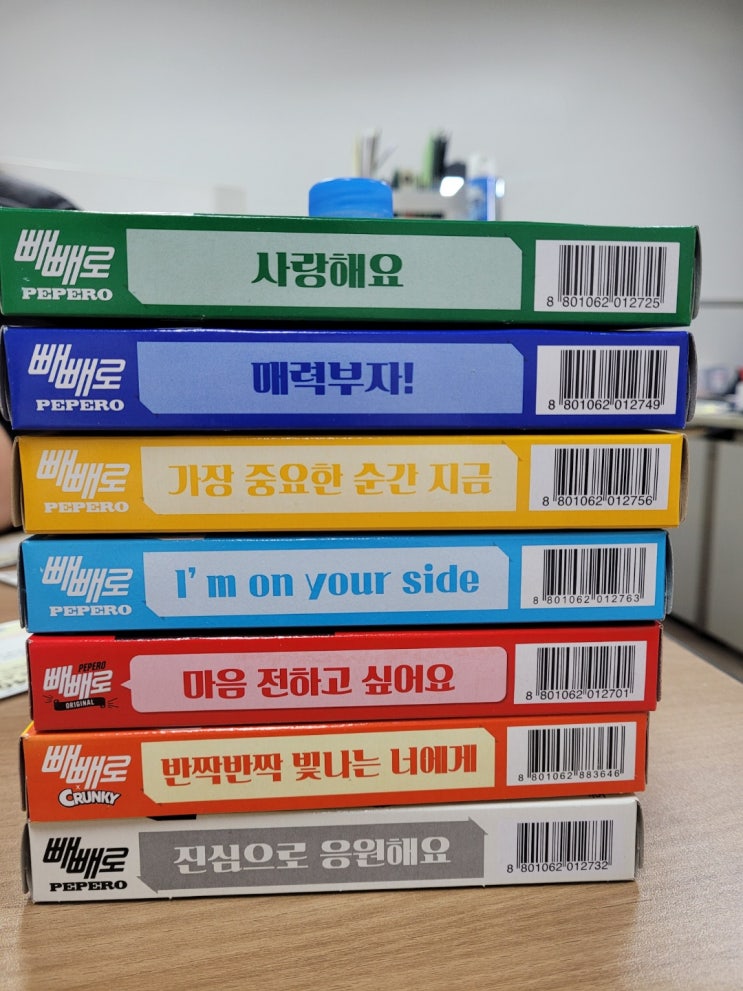 빼빼로
PEPERO
사랑해요
8 801062 012725
빼빼로
PEPERO
매력부자!
8 801062 012749
빼빼로
PEPERO
가장 중요한 순간 지금
8 801062 012756
빼빼로
PEPERO
I'm on your side
8 801062 012763
PEPERO
빼빼로
ORIGINAL
마음 전하고 싶어요
8 801062 012701
빼빼로
x
CRUNKY
반짝반짝 빛나는 너에게
8 801062 883646
빼빼로
PEPERO
진심으로 응원해요
8 801062 012732